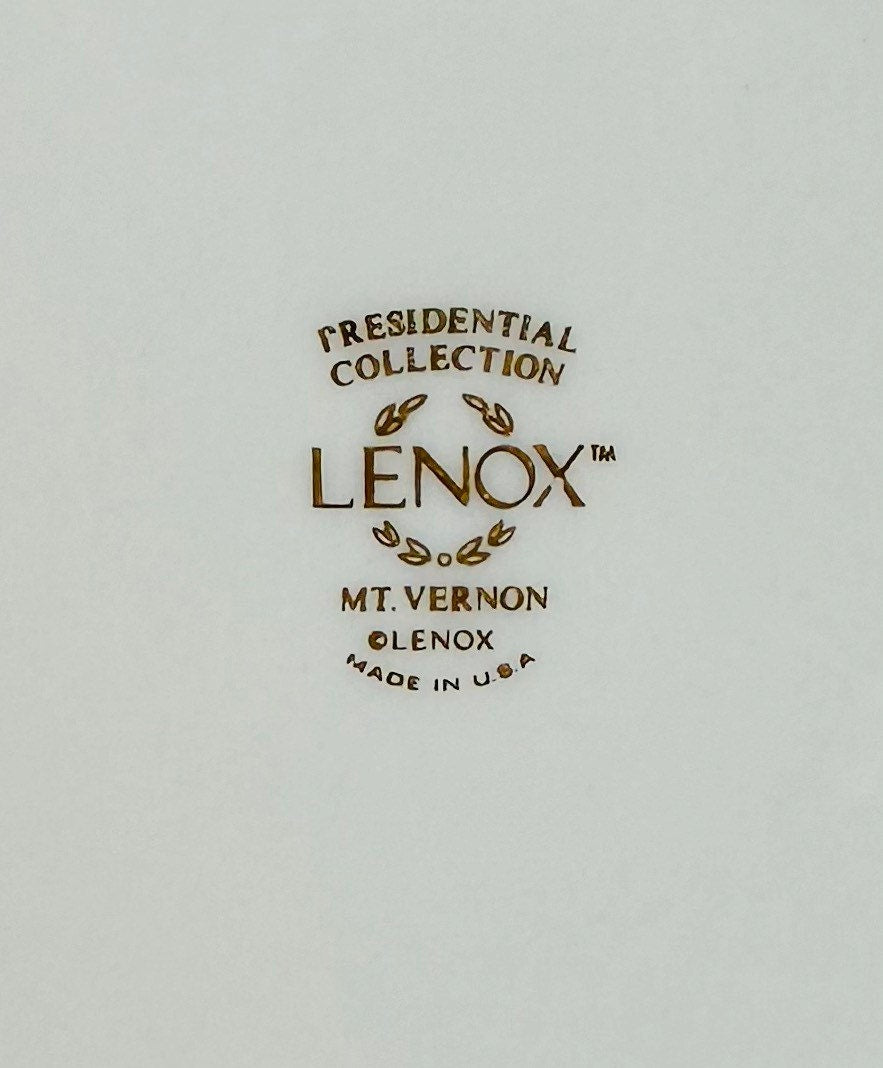 PRESIDENTIAL
COLLECTION
LENOX™
MT. VERNON
©LENOX
MADE IN U.S.A